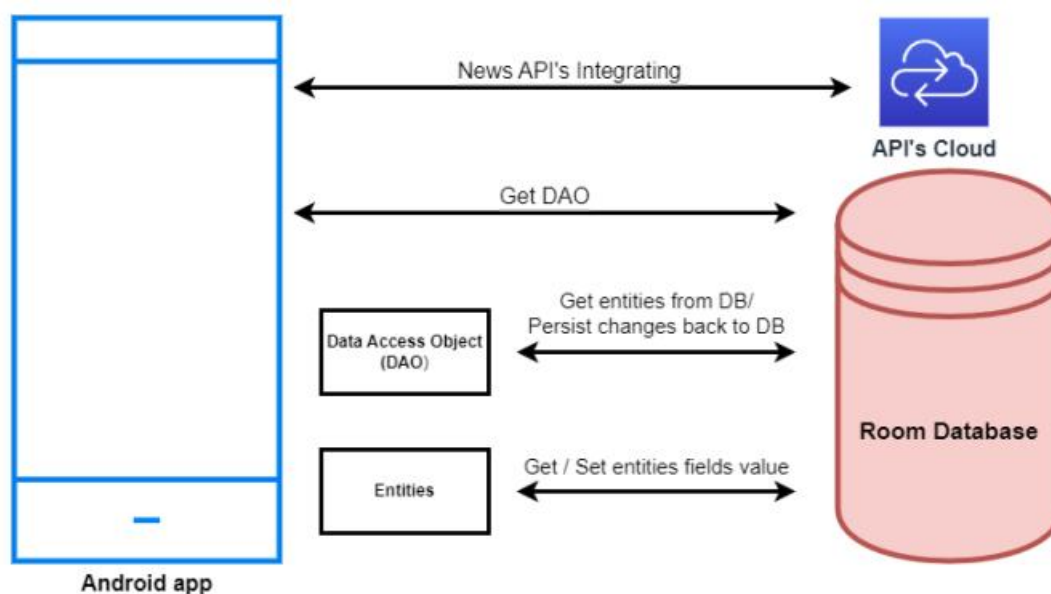 News API's Integrating
API's Cloud
Get DAO
Get entities from DB/
Persist changes back to DB
Data Access Object
(DAO)
Room Database
Get / Set entities fields value
Entities
Android app